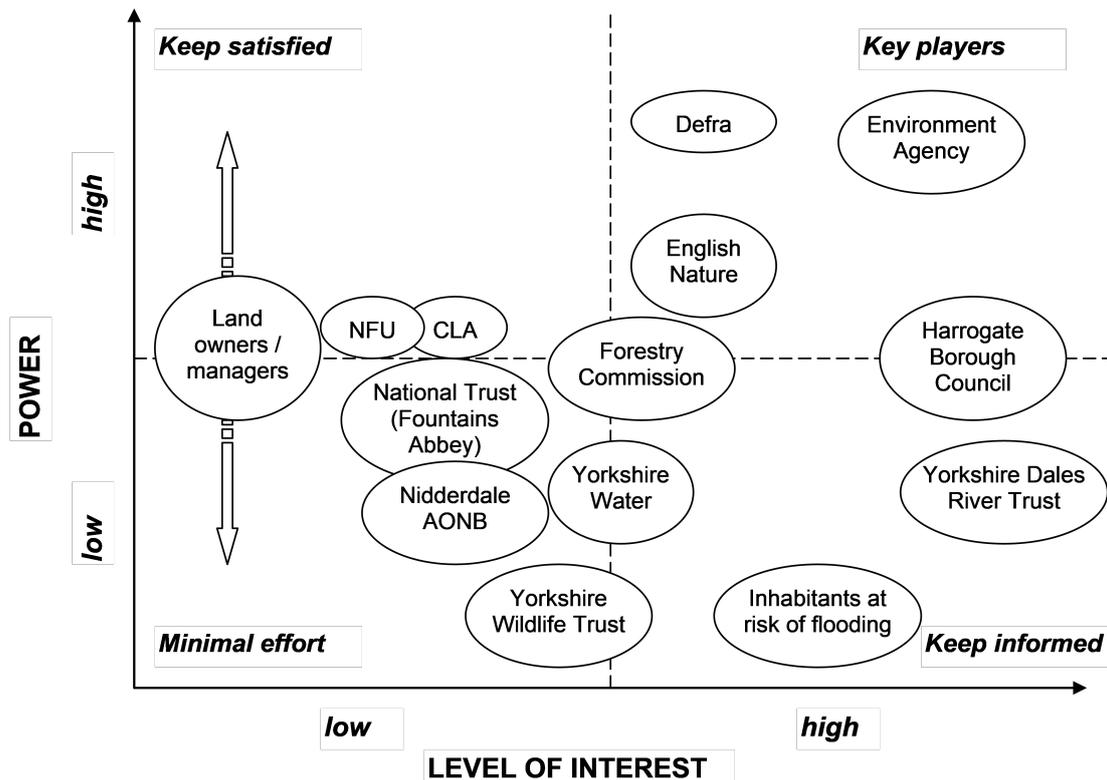 Keep satisfied
Key players
Defra
Environment
Agency
high
English
Nature
Land
owners /
managers
NFU
CLA
Forestry
Commission
Harrogate
Borough
Council
POWER
National Trust
(Fountains
Abbey)
Nidderdale
AONB
Yorkshire
Water
Yorkshire Dales
River Trust
low
Yorkshire
Wildlife Trust
Inhabitants at
risk of flooding
Minimal effort
Keep informed
low
high
LEVEL OF INTEREST